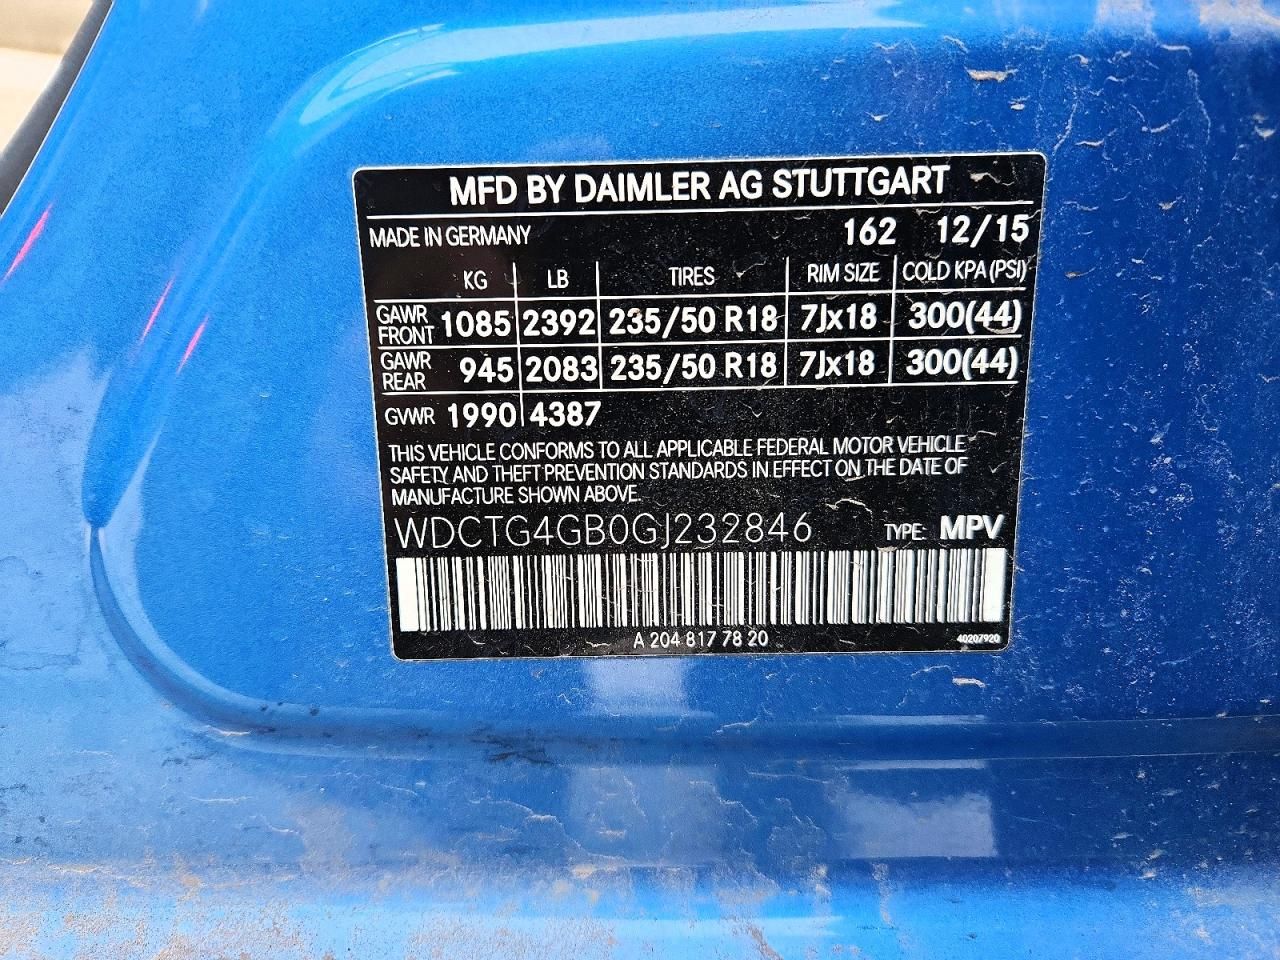 MFD BY DAIMLER AG STUTTGART
MADE IN GERMANY 162 12/15
KG LB TIRES RIM SIZE COLD KPA (PSI)
GAWR FRONT 1085 2392 235/50 R18 7Jx18 300(44)
GAWR REAR 945 2083 235/50 R18 7Jx18 300(44)
GVWR 1990 4387
THIS VEHICLE CONFORMS TO ALL APPLICABLE FEDERAL MOTOR VEHICLE
SAFETY AND THEFT PREVENTION STANDARDS IN EFFECT ON THE DATE OF
MANUFACTURE SHOWN ABOVE.
WDCTG4GB0GJ232846 TYPE: MPV
A 204 817 78 20 40207920